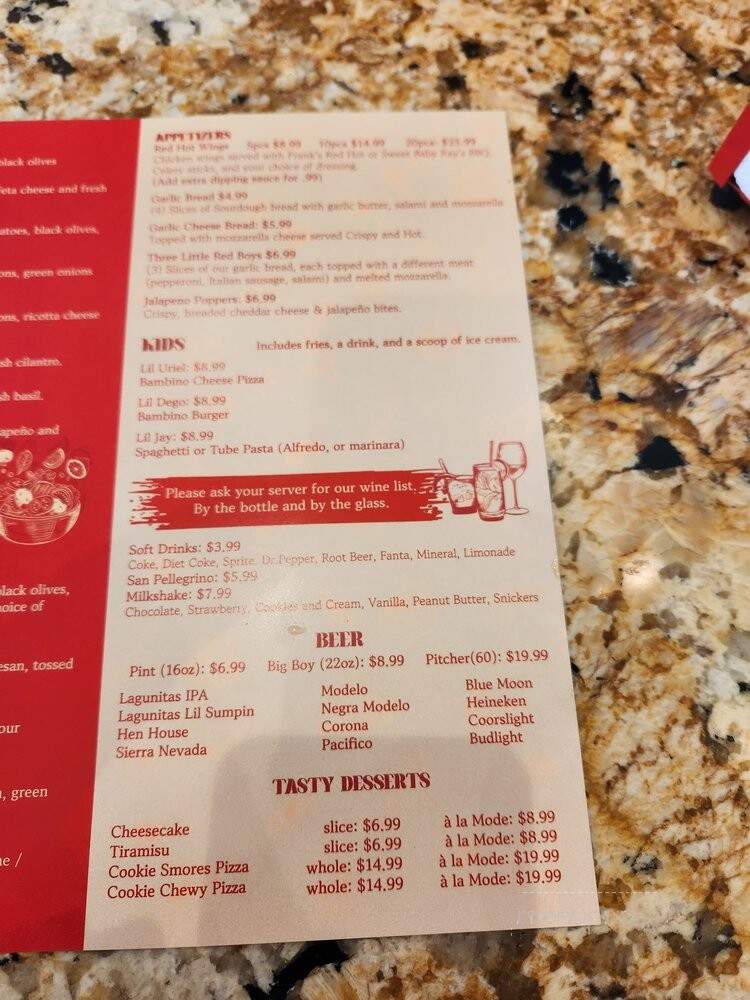 black olives
feta cheese and fresh
atoes, black olives,
ons, green onions
ons, ricotta cheese
sh cilantro.
sh basil.
apeño and
black olives,
hoice of
esan, tossed
our
, green
ne /
APPETIZERS
Red Hot Wings 5pcs $8.99 10pcs $14.99 20pcs: $25.99
Chicken wings served with Frank's Red Hot or Sweet Baby Ray's BBQ.
Celery sticks, and your choice of dressing.
(Add extra dipping sauce for .99)
Garlic Bread $4.99
(4) Slices of Sourdough bread with garlic butter, salami and mozzarella
Garlic Cheese Bread: $5.99
Topped with mozzarella cheese served Crispy and Hot.
Three Little Red Boys $6.99
(3) Slices of our garlic bread, each topped with a different meat
(pepperoni, Italian sausage, salami) and melted mozzarella.
Jalapeno Poppers: $6.99
Crispy, breaded cheddar cheese & jalapeño bites.
KIDS Includes fries, a drink, and a scoop of ice cream.
Lil Uriel: $8.99
Bambino Cheese Pizza
Lil Dego: $8.99
Bambino Burger
Lil Jay: $8.99
Spaghetti or Tube Pasta (Alfredo, or marinara)
Please ask your server for our wine list.
By the bottle and by the glass.
Soft Drinks: $3.99
Coke, Diet Coke, Sprite, Dr.Pepper, Root Beer, Fanta, Mineral, Limonade
San Pellegrino: $5.99
Milkshake: $7.99
Chocolate, Strawberry, Cookies and Cream, Vanilla, Peanut Butter, Snickers
BEER
Pint (16oz): $6.99 Big Boy (22oz): $8.99 Pitcher(60): $19.99
Lagunitas IPA Modelo Blue Moon
Lagunitas Lil Sumpin Negra Modelo Heineken
Hen House Corona Coorslight
Sierra Nevada Pacifico Budlight
TASTY DESSERTS
Cheesecake slice: $6.99 à la Mode: $8.99
Tiramisu slice: $6.99 à la Mode: $8.99
Cookie Smores Pizza whole: $14.99 à la Mode: $19.99
Cookie Chewy Pizza whole: $14.99 à la Mode: $19.99